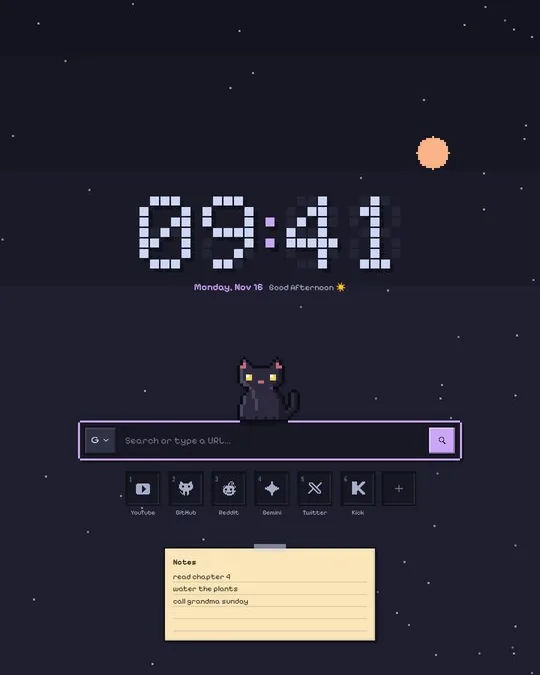 09:41
Monday, Nov 16 Good Afternoon ☀️
G Search or type a URL...
1 2 3 4 5 6 +
YouTube GitHub Reddit Gemini Twitter Kick
Notes
read chapter 4
water the plants
call grandma sunday